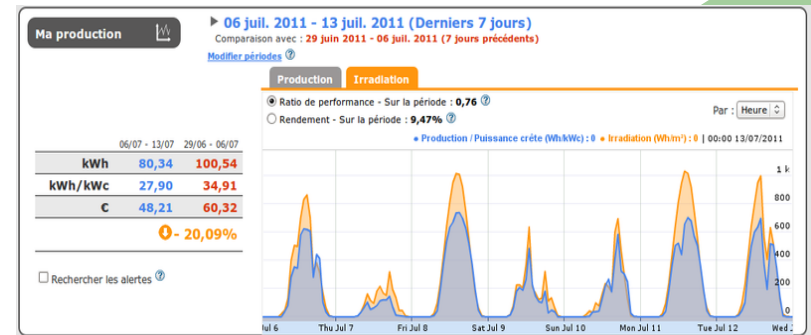 Ma production
06 juil. 2011 - 13 juil. 2011 (Derniers 7 jours)
Comparaison avec : 29 juin 2011 - 06 juil. 2011 (7 jours précédents)
Modifier périodes ?
Production Irradiation
Ratio de performance - Sur la période : 0,76 ?
Rendement - Sur la période : 9,47% ?
Par : Heure
• Production / Puissance crête (Wh/kWc) : 0 • Irradiation (Wh/m²) : 0 | 00:00 13/07/2011
06/07 - 13/07 29/06 - 06/07
kWh 80,34 100,54
kWh/kWc 27,90 34,91
€ 48,21 60,32
- 20,09%
Rechercher les alertes ?
1 k
800
600
400
200
0
ul 6 Thu Jul 7 Fri Jul 8 Sat Jul 9 Sun Jul 10 Mon Jul 11 Tue Jul 12 Wed